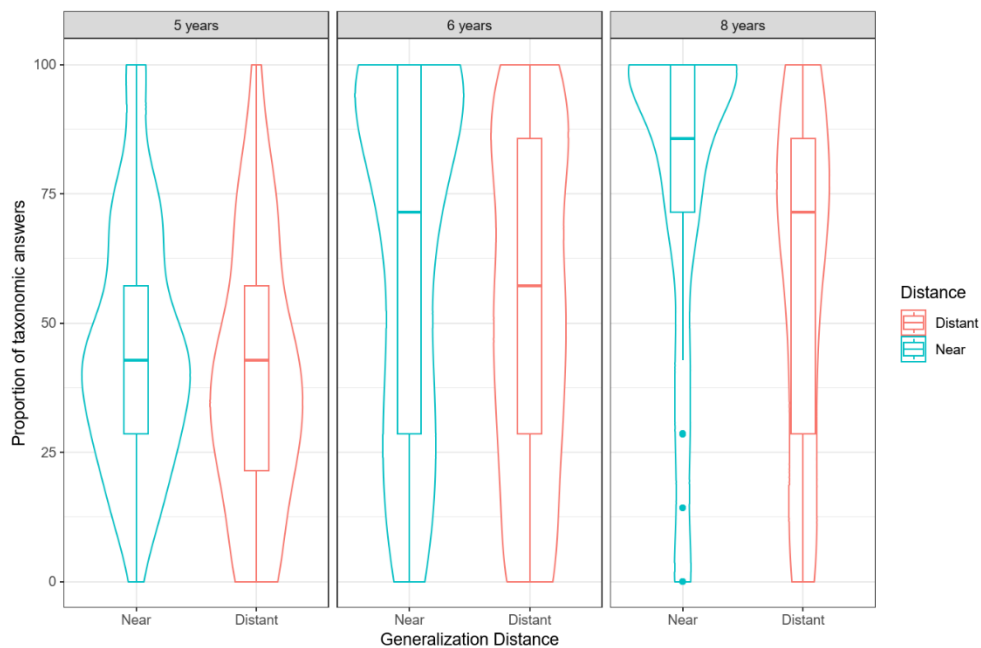 5 years
6 years
8 years
Proportion of taxonomic answers
100
75
50
25
0
Near
Distant
Near
Distant
Near
Distant
Generalization Distance
Distance
Distant
Near